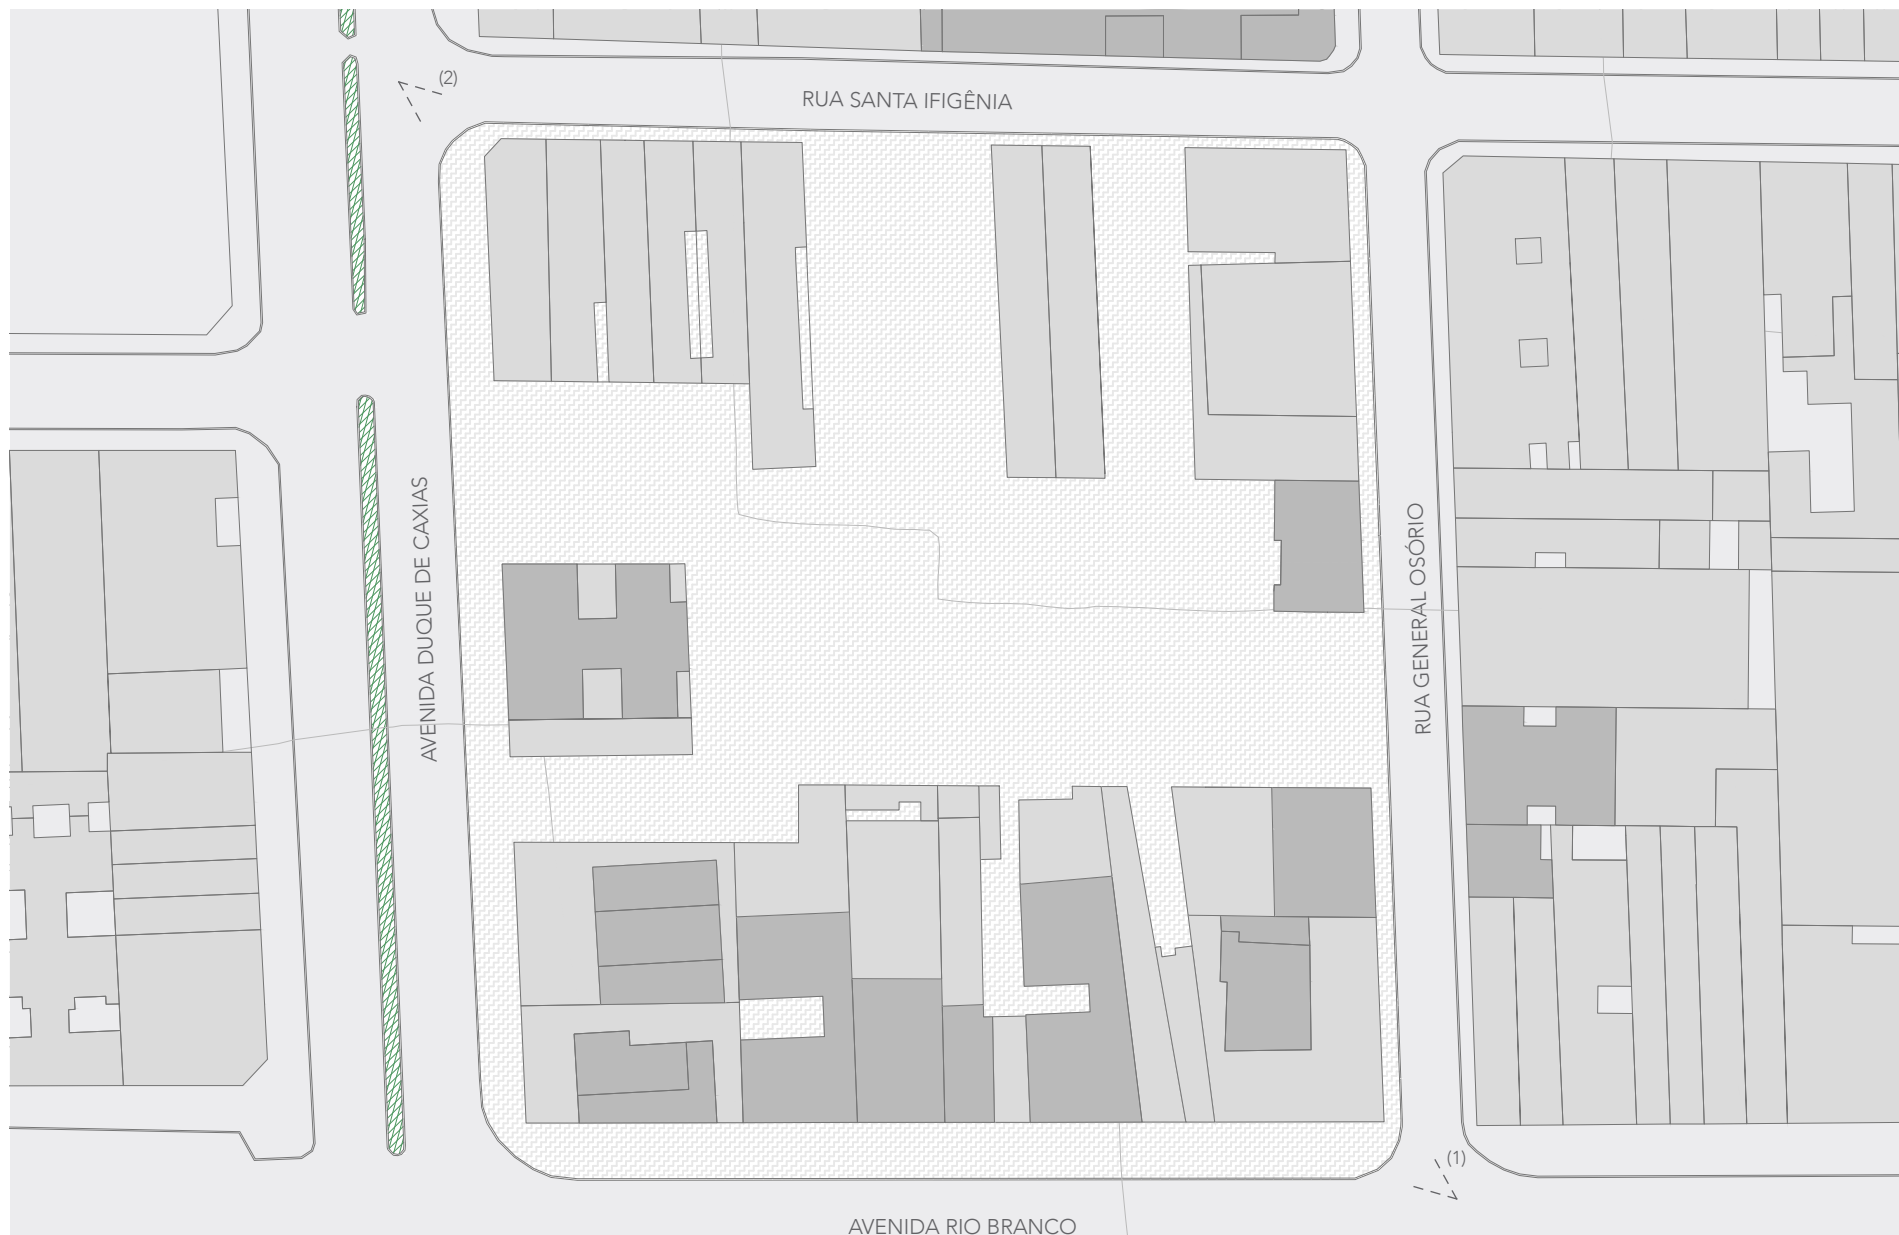 (2)
RUA SANTA IFIGÊNIA
AVENIDA DUQUE DE CAXIAS
RUA GENERAL OSÓRIO
(1)
AVENIDA RIO BRANCO